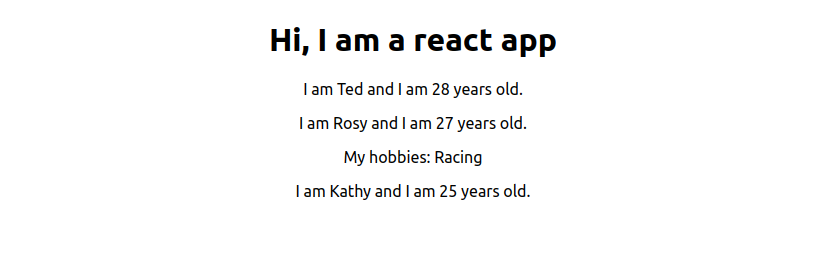 Hi, I am a react app
I am Ted and I am 28 years old.
I am Rosy and I am 27 years old.
My hobbies: Racing
I am Kathy and I am 25 years old.